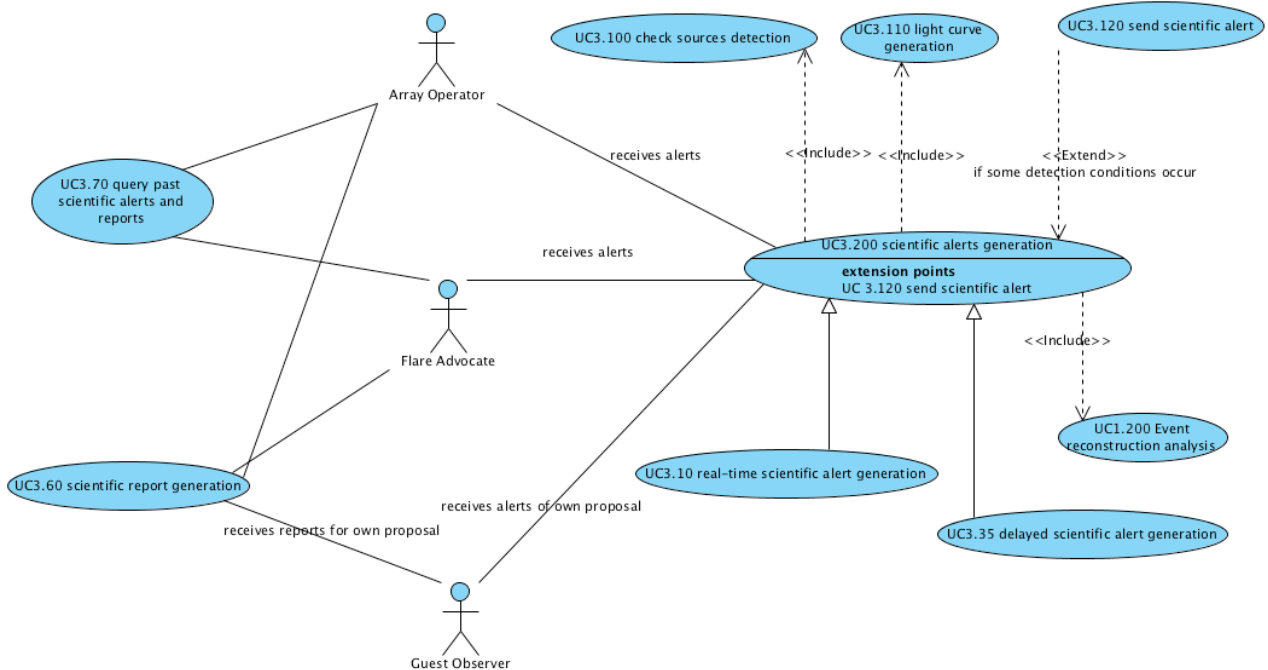 UC3.100 check sources detection
UC3.110 light curve
generation
UC3.120 send scientific alert
Array Operator
receives alerts
<<Include>>
<<Include>>
<<Extend>>
if some detection conditions occur
UC3.70 query past
scientific alerts and
reports
receives alerts
UC3.200 scientific alerts generation
extension points
UC 3.120 send scientific alert
Flare Advocate
<<Include>>
UC1.200 Event
reconstruction analysis
UC3.10 real-time scientific alert generation
UC3.60 scientific report generation
receives alerts of own proposal
receives reports for own proposal
UC3.35 delayed scientific alert generation
Guest Observer